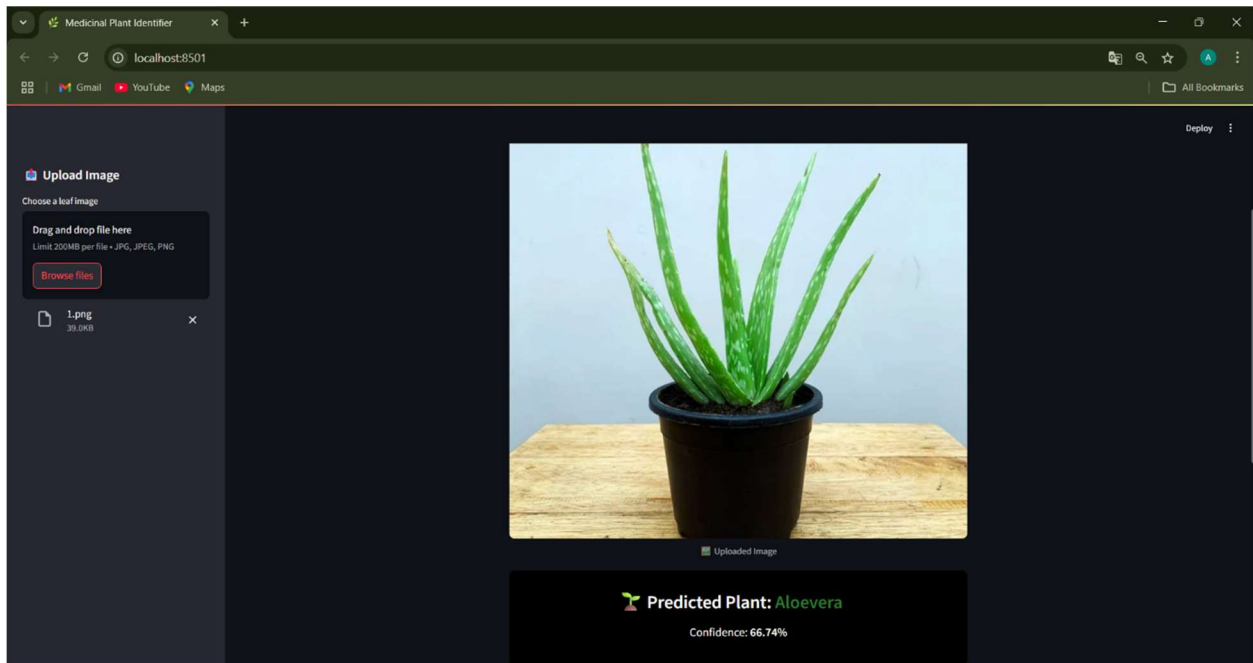 Medicinal Plant Identifier
localhost:8501
A
Gmail YouTube Maps
All Bookmarks
Deploy
Upload Image
Choose a leaf image
Drag and drop file here
Limit 200MB per file • JPG, JPEG, PNG
Browse files
1.png
39.0KB
Uploaded Image
Predicted Plant: Aloevera
Confidence: 66.74%